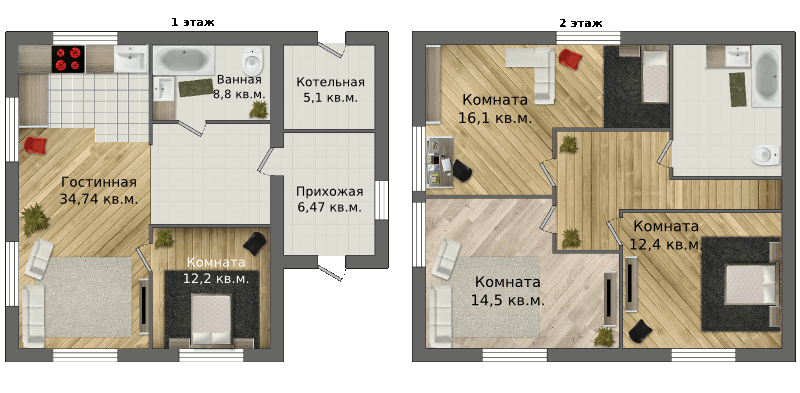 1 этаж
2 этаж
Ванная
8,8 кв.м.
Котельная
5,1 кв.м.
Гостинная
34,74 кв.м.
Прихожая
6,47 кв.м.
Комната
12,2 кв.м.
Комната
16,1 кв.м.
Комната
12,4 кв.м.
Комната
14,5 кв.м.